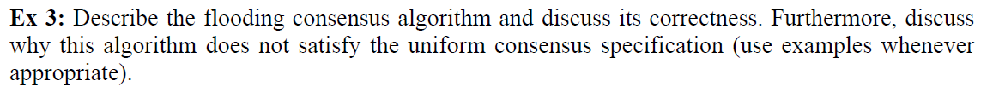 Ex 3: Describe the flooding consensus algorithm and discuss its correctness. Furthermore, discuss
why this algorithm does not satisfy the uniform consensus specification (use examples whenever
appropriate).